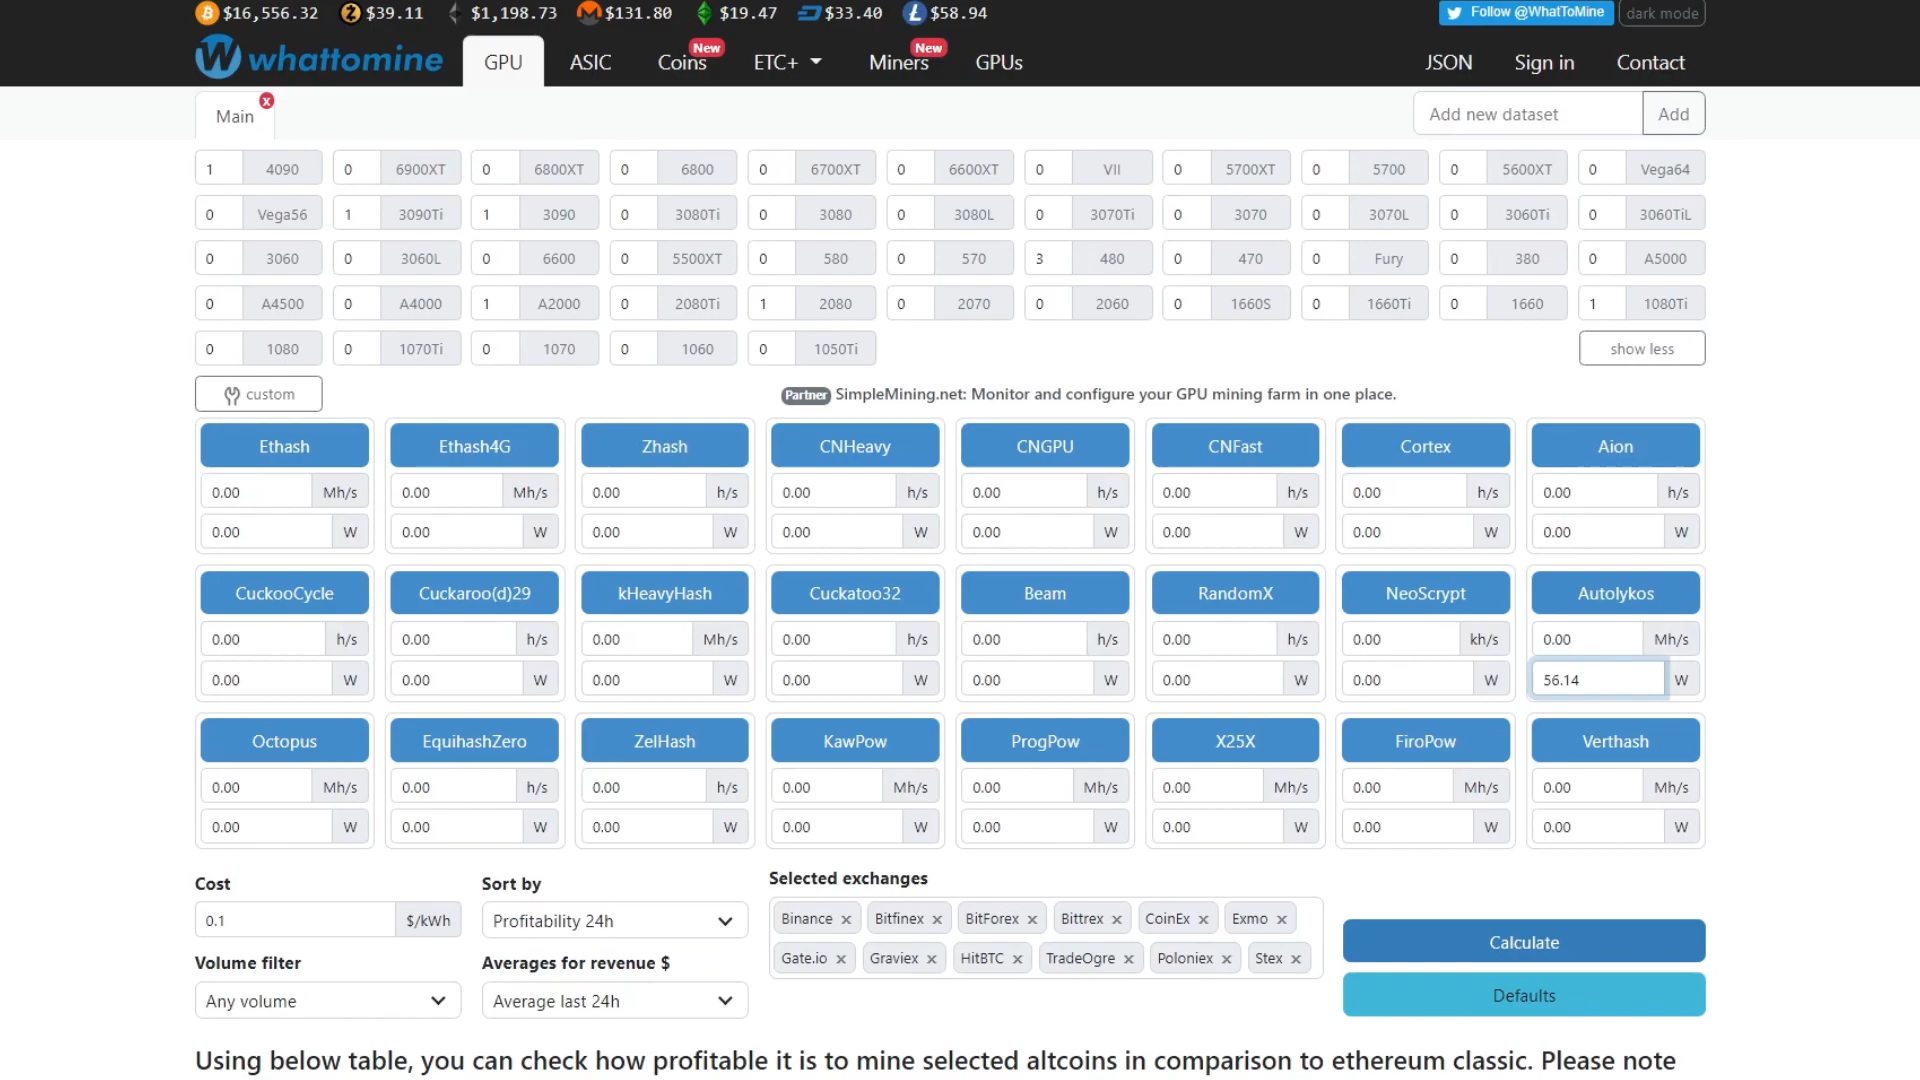 $16,556.32 $39.11 $1,198.73 $131.80 $19.47 $33.40 $58.94 Follow @WhatToMine dark mode
whattomine GPU ASIC Coins New ETC+ Miners New GPUs JSON Sign in Contact
Main x Add new dataset Add
1 4090 0 6900XT 0 6800XT 0 6800 0 6700XT 0 6600XT 0 VII 0 5700XT 0 5700 0 5600XT 0 Vega64
0 Vega56 1 3090Ti 1 3090 0 3080Ti 0 3080 0 3080L 0 3070Ti 0 3070 0 3070L 0 3060Ti 0 3060TiL
0 3060 0 3060L 0 6600 0 5500XT 0 580 0 570 3 480 0 470 0 Fury 0 380 0 A5000
0 A4500 0 A4000 1 A2000 0 2080Ti 1 2080 0 2070 0 2060 0 1660S 0 1660Ti 0 1660 1 1080Ti
0 1080 0 1070Ti 0 1070 0 1060 0 1050Ti show less
custom Partner SimpleMining.net: Monitor and configure your GPU mining farm in one place.
Ethash Ethash4G Zhash CNHeavy CNGPU CNFast Cortex Aion
0.00 Mh/s 0.00 Mh/s 0.00 h/s 0.00 h/s 0.00 h/s 0.00 h/s 0.00 h/s 0.00 h/s
0.00 W 0.00 W 0.00 W 0.00 W 0.00 W 0.00 W 0.00 W 0.00 W
CuckooCycle Cuckaroo(d)29 kHeavyHash Cuckatoo32 Beam RandomX NeoScrypt Autolykos
0.00 h/s 0.00 h/s 0.00 Mh/s 0.00 h/s 0.00 h/s 0.00 h/s 0.00 kh/s 0.00 Mh/s
0.00 W 0.00 W 0.00 W 0.00 W 0.00 W 0.00 W 0.00 W 56.14 W
Octopus EquihashZero ZelHash KawPow ProgPow X25X FiroPow Verthash
0.00 Mh/s 0.00 h/s 0.00 h/s 0.00 Mh/s 0.00 Mh/s 0.00 Mh/s 0.00 Mh/s 0.00 Mh/s
0.00 W 0.00 W 0.00 W 0.00 W 0.00 W 0.00 W 0.00 W 0.00 W
Cost Sort by Selected exchanges
0.1 $/kWh Profitability 24h Binance × Bitfinex × BitForex × Bittrex × CoinEx × Exmo × Calculate
Volume filter Averages for revenue $ Gate.io × Graviex × HitBTC × TradeOgre × Poloniex × Stex ×
Any volume Average last 24h Defaults
Using below table, you can check how profitable it is to mine selected altcoins in comparison to ethereum classic. Please note